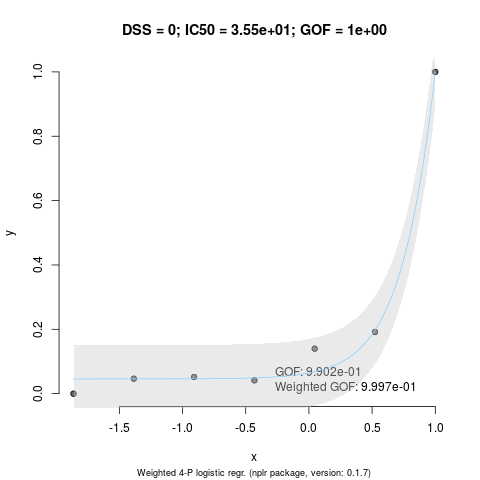 DSS = 0; IC50 = 3.55e+01; GOF = 1e+00
1.0
0.8
0.6
0.4
0.2
0.0
y
GOF: 9.902e-01
Weighted GOF: 9.997e-01
-1.5 -1.0 -0.5 0.0 0.5 1.0
x
Weighted 4-P logistic regr. (nplr package, version: 0.1.7)